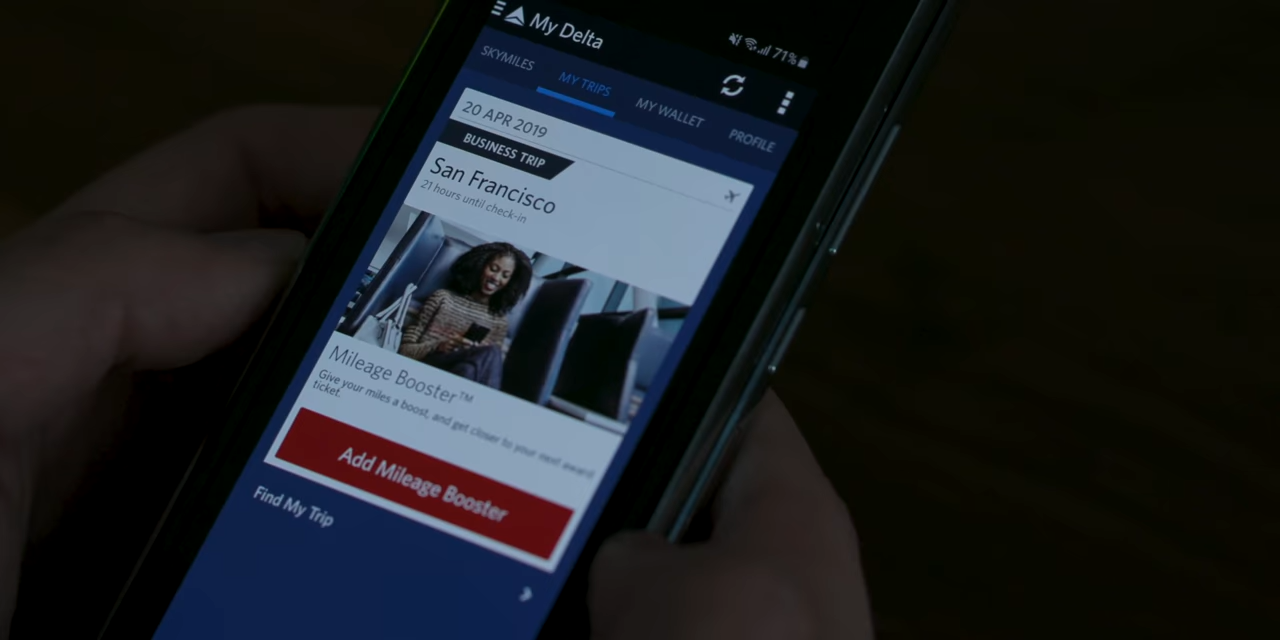 My Delta
71%
SKYMILES
MY TRIPS
MY WALLET
PROFILE
20 APR 2019
BUSINESS TRIP
San Francisco
21 hours until check-in
Mileage Booster™
Give your miles a boost, and get closer to your next award
ticket.
Add Mileage Booster
Find My Trip